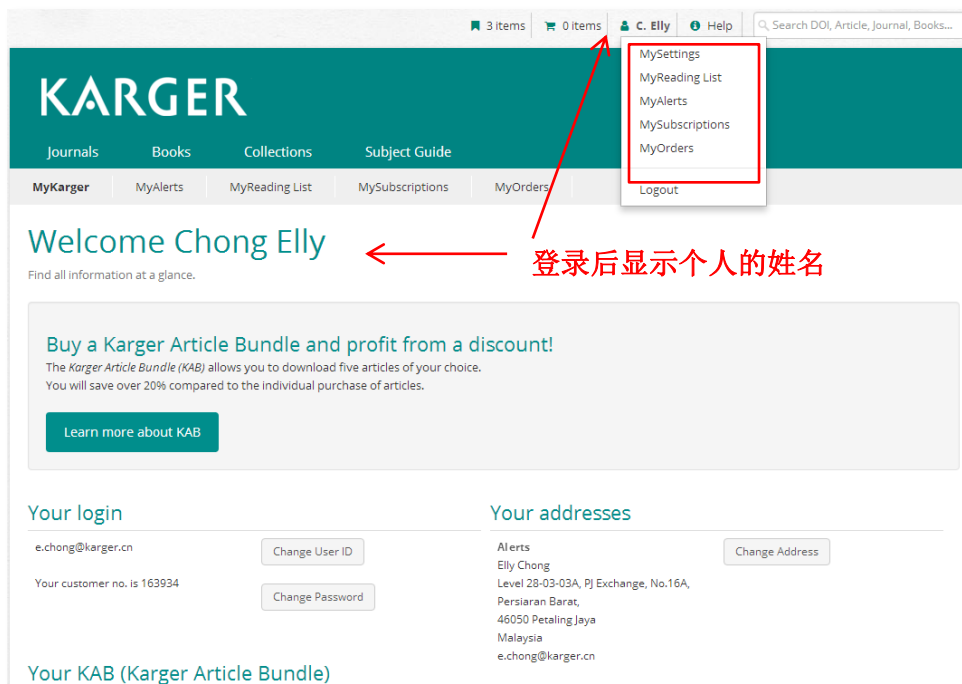 3 items 0 items C. Elly Help Search DOI, Article, Journal, Books...
MySettings
MyReading List
MyAlerts
MySubscriptions
MyOrders
Logout
KARGER
Journals Books Collections Subject Guide
MyKarger MyAlerts MyReading List MySubscriptions MyOrders
Welcome Chong Elly
Find all information at a glance.
登录后显示个人的姓名
Buy a Karger Article Bundle and profit from a discount!
The Karger Article Bundle (KAB) allows you to download five articles of your choice.
You will save over 20% compared to the individual purchase of articles.
Learn more about KAB
Your login
e.chong@karger.cn Change User ID
Your customer no. is 163934
Change Password
Your addresses
Alerts Change Address
Elly Chong
Level 28-03-03A, PJ Exchange, No.16A,
Persiaran Barat,
46050 Petaling Jaya
Malaysia
e.chong@karger.cn
Your KAB (Karger Article Bundle)